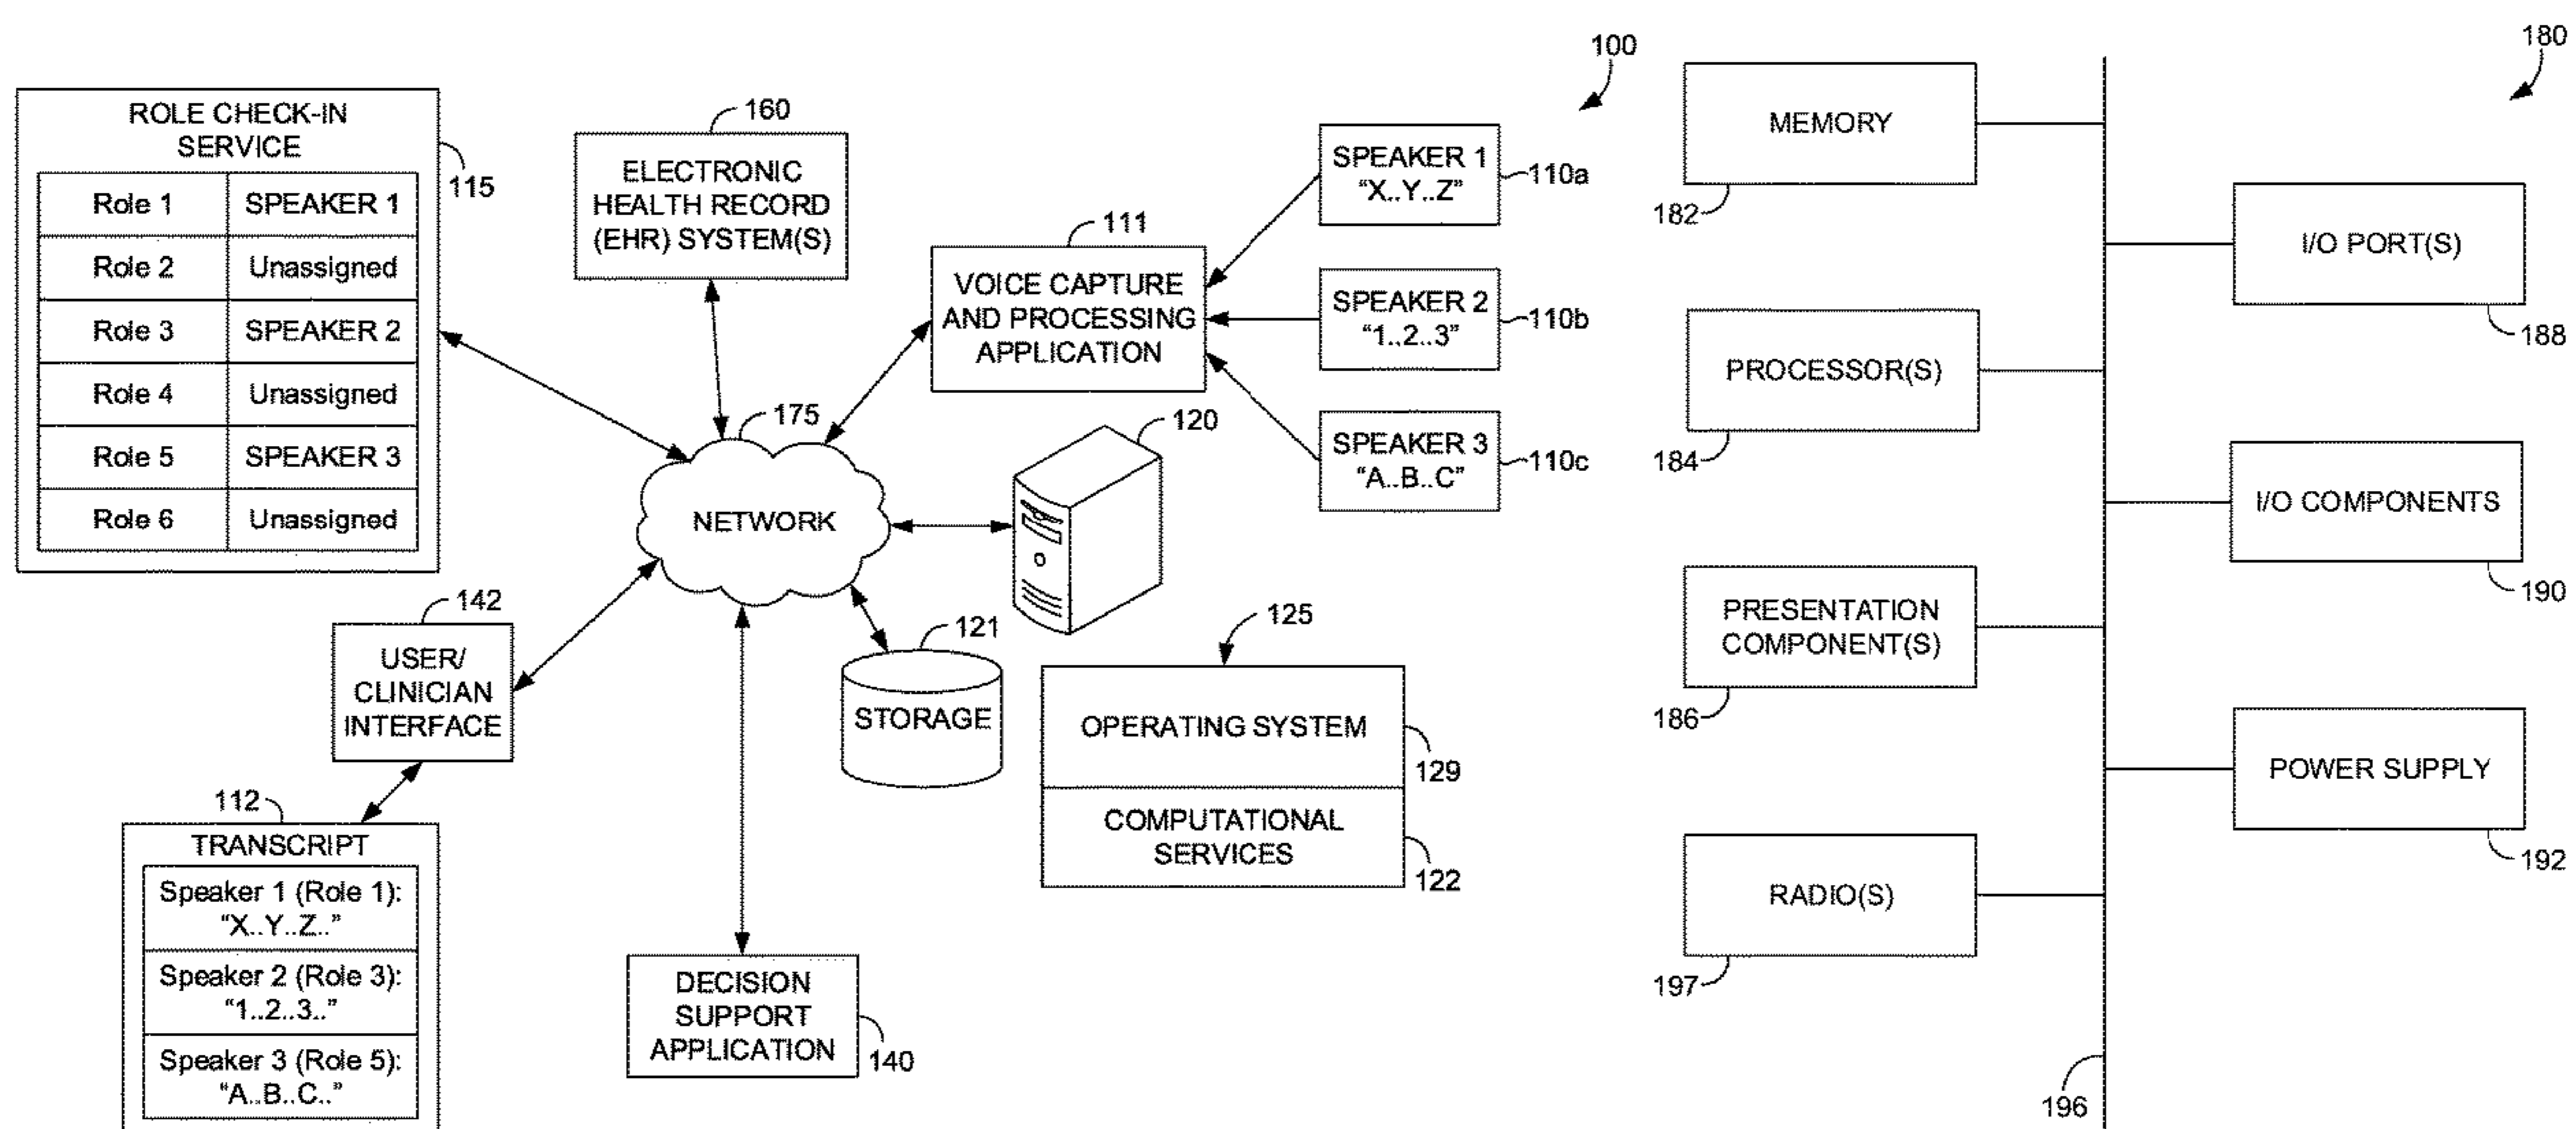 100
180
ROLE CHECK-IN
SERVICE
115
Role 1 SPEAKER 1
Role 2 Unassigned
Role 3 SPEAKER 2
Role 4 Unassigned
Role 5 SPEAKER 3
Role 6 Unassigned
160
ELECTRONIC
HEALTH RECORD
(EHR) SYSTEM(S)
111
VOICE CAPTURE
AND PROCESSING
APPLICATION
SPEAKER 1
“X..Y..Z”
110a
SPEAKER 2
“1..2..3”
110b
SPEAKER 3
“A..B..C”
110c
175
NETWORK
120
142
USER/
CLINICIAN
INTERFACE
121
STORAGE
125
OPERATING SYSTEM
129
COMPUTATIONAL
SERVICES
122
112
TRANSCRIPT
Speaker 1 (Role 1):
“X..Y..Z..”
Speaker 2 (Role 3):
“1..2..3..”
Speaker 3 (Role 5):
“A..B..C..”
DECISION
SUPPORT
APPLICATION
140
MEMORY
182
I/O PORT(S)
188
PROCESSOR(S)
184
I/O COMPONENTS
190
PRESENTATION
COMPONENT(S)
186
POWER SUPPLY
192
RADIO(S)
197
196